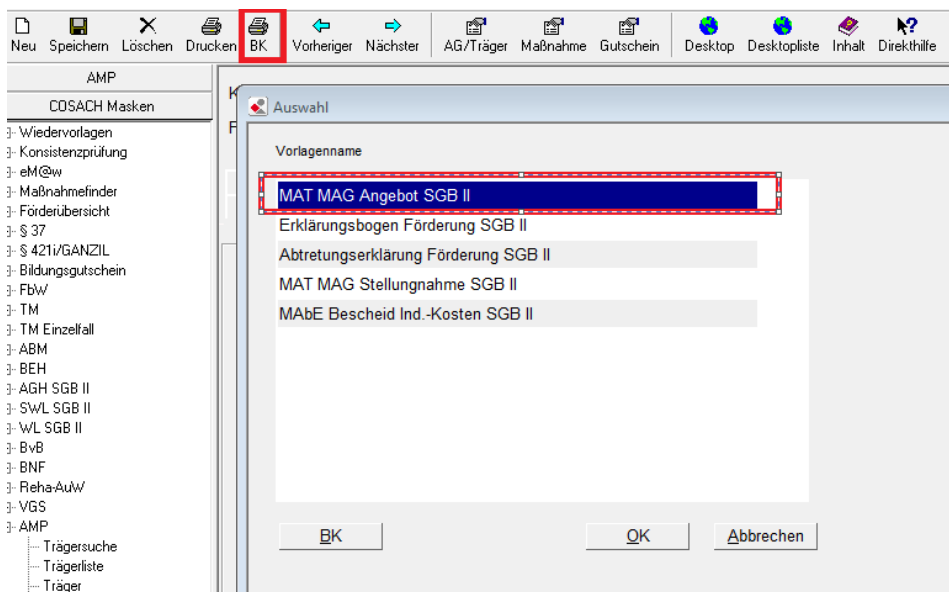 Neu Speichern Löschen Drucken BK Vorheriger Nächster AG/Träger Maßnahme Gutschein Desktop Desktopliste Inhalt Direkthilfe
AMP
COSACH Masken
Wiedervorlagen
Konsistenzprüfung
eM@w
Maßnahmefinder
Förderübersicht
§ 37
§ 421i/GANZIL
Bildungsgutschein
FbW
TM
TM Einzelfall
ABM
BEH
AGH SGB II
SWL SGB II
WL SGB II
BvB
BNF
Reha-AuW
VGS
AMP
Trägersuche
Trägerliste
Träger
Auswahl
Vorlagenname
MAT MAG Angebot SGB II
Erklärungsbogen Förderung SGB II
Abtretungserklärung Förderung SGB II
MAT MAG Stellungnahme SGB II
MAbE Bescheid Ind.-Kosten SGB II
BK OK Abbrechen